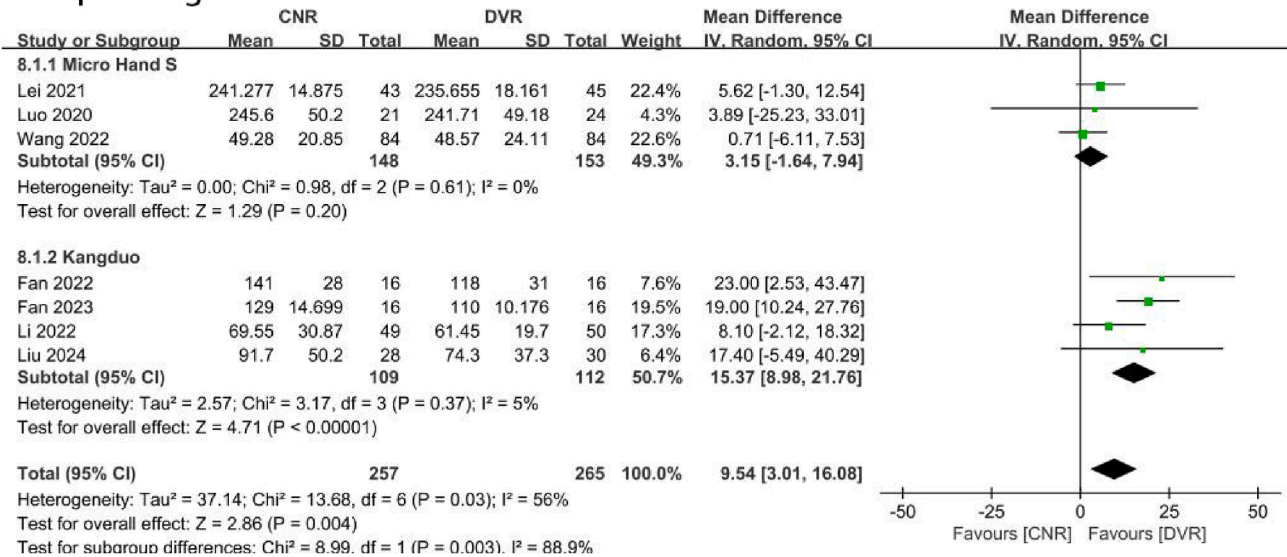 CNR DVR Mean Difference Mean Difference
Study or Subgroup Mean SD Total Mean SD Total Weight IV, Random, 95% CI IV, Random, 95% CI
8.1.1 Micro Hand S
Lei 2021 241.277 14.875 43 235.655 18.161 45 22.4% 5.62 [-1.30, 12.54]
Luo 2020 245.6 50.2 21 241.71 49.18 24 4.3% 3.89 [-25.23, 33.01]
Wang 2022 49.28 20.85 84 48.57 24.11 84 22.6% 0.71 [-6.11, 7.53]
Subtotal (95% CI) 148 153 49.3% 3.15 [-1.64, 7.94]
Heterogeneity: Tau² = 0.00; Chi² = 0.98, df = 2 (P = 0.61); I² = 0%
Test for overall effect: Z = 1.29 (P = 0.20)
8.1.2 Kangduo
Fan 2022 141 28 16 118 31 16 7.6% 23.00 [2.53, 43.47]
Fan 2023 129 14.699 16 110 10.176 16 19.5% 19.00 [10.24, 27.76]
Li 2022 69.55 30.87 49 61.45 19.7 50 17.3% 8.10 [-2.12, 18.32]
Liu 2024 91.7 50.2 28 74.3 37.3 30 6.4% 17.40 [-5.49, 40.29]
Subtotal (95% CI) 109 112 50.7% 15.37 [8.98, 21.76]
Heterogeneity: Tau² = 2.57; Chi² = 3.17, df = 3 (P = 0.37); I² = 5%
Test for overall effect: Z = 4.71 (P < 0.00001)
Total (95% CI) 257 265 100.0% 9.54 [3.01, 16.08]
Heterogeneity: Tau² = 37.14; Chi² = 13.68, df = 6 (P = 0.03); I² = 56%
Test for overall effect: Z = 2.86 (P = 0.004)
Test for subgroup differences: Chi² = 8.99, df = 1 (P = 0.003), I² = 88.9%
-50 -25 0 25 50
Favours [CNR] Favours [DVR]